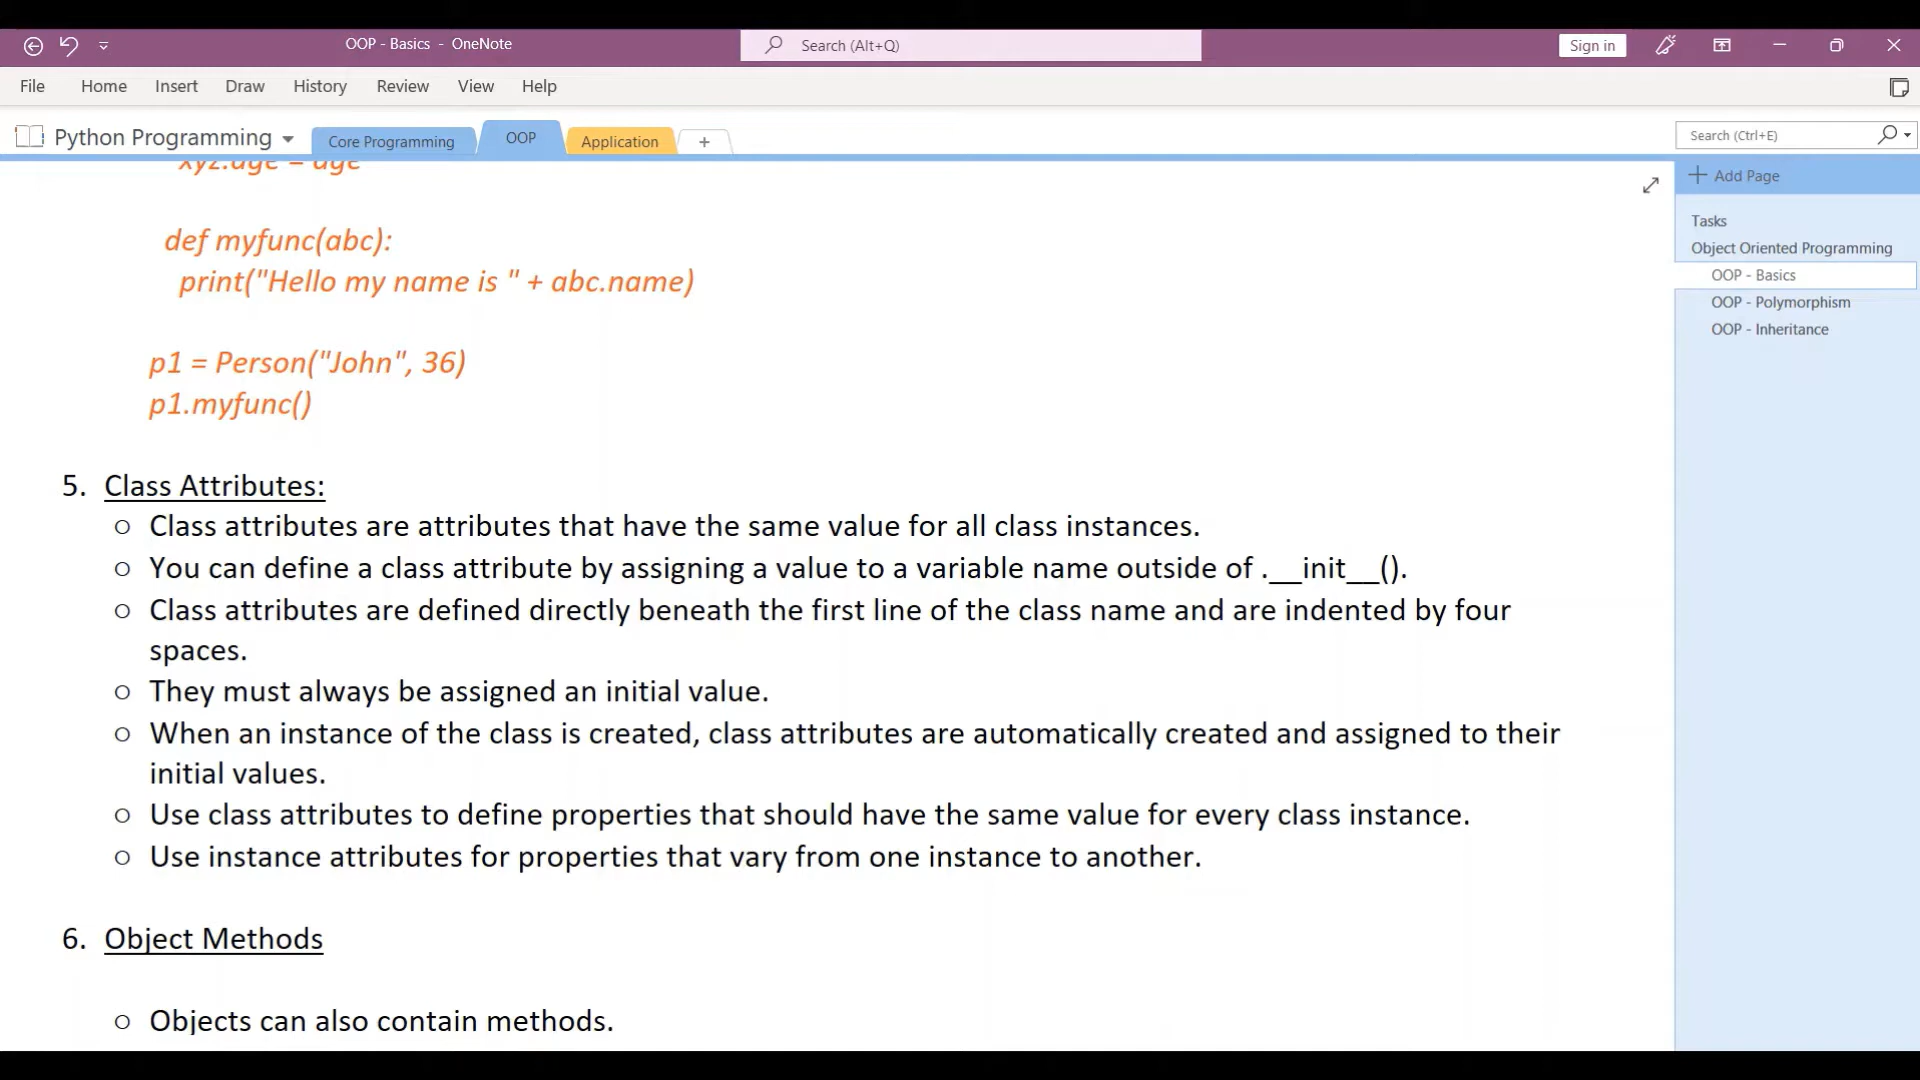 OOP - Basics - OneNote
Search (Alt+Q)
Sign in
File Home Insert Draw History Review View Help
Python Programming
Core Programming
OOP
Application
+
Search (Ctrl+E)
Add Page
Tasks
Object Oriented Programming
OOP - Basics
OOP - Polymorphism
OOP - Inheritance
xyz.age = age
def myfunc(abc):
print("Hello my name is " + abc.name)
p1 = Person("John", 36)
p1.myfunc()
5. Class Attributes:
○ Class attributes are attributes that have the same value for all class instances.
○ You can define a class attribute by assigning a value to a variable name outside of .__init__().
○ Class attributes are defined directly beneath the first line of the class name and are indented by four
spaces.
○ They must always be assigned an initial value.
○ When an instance of the class is created, class attributes are automatically created and assigned to their
initial values.
○ Use class attributes to define properties that should have the same value for every class instance.
○ Use instance attributes for properties that vary from one instance to another.
6. Object Methods
○ Objects can also contain methods.